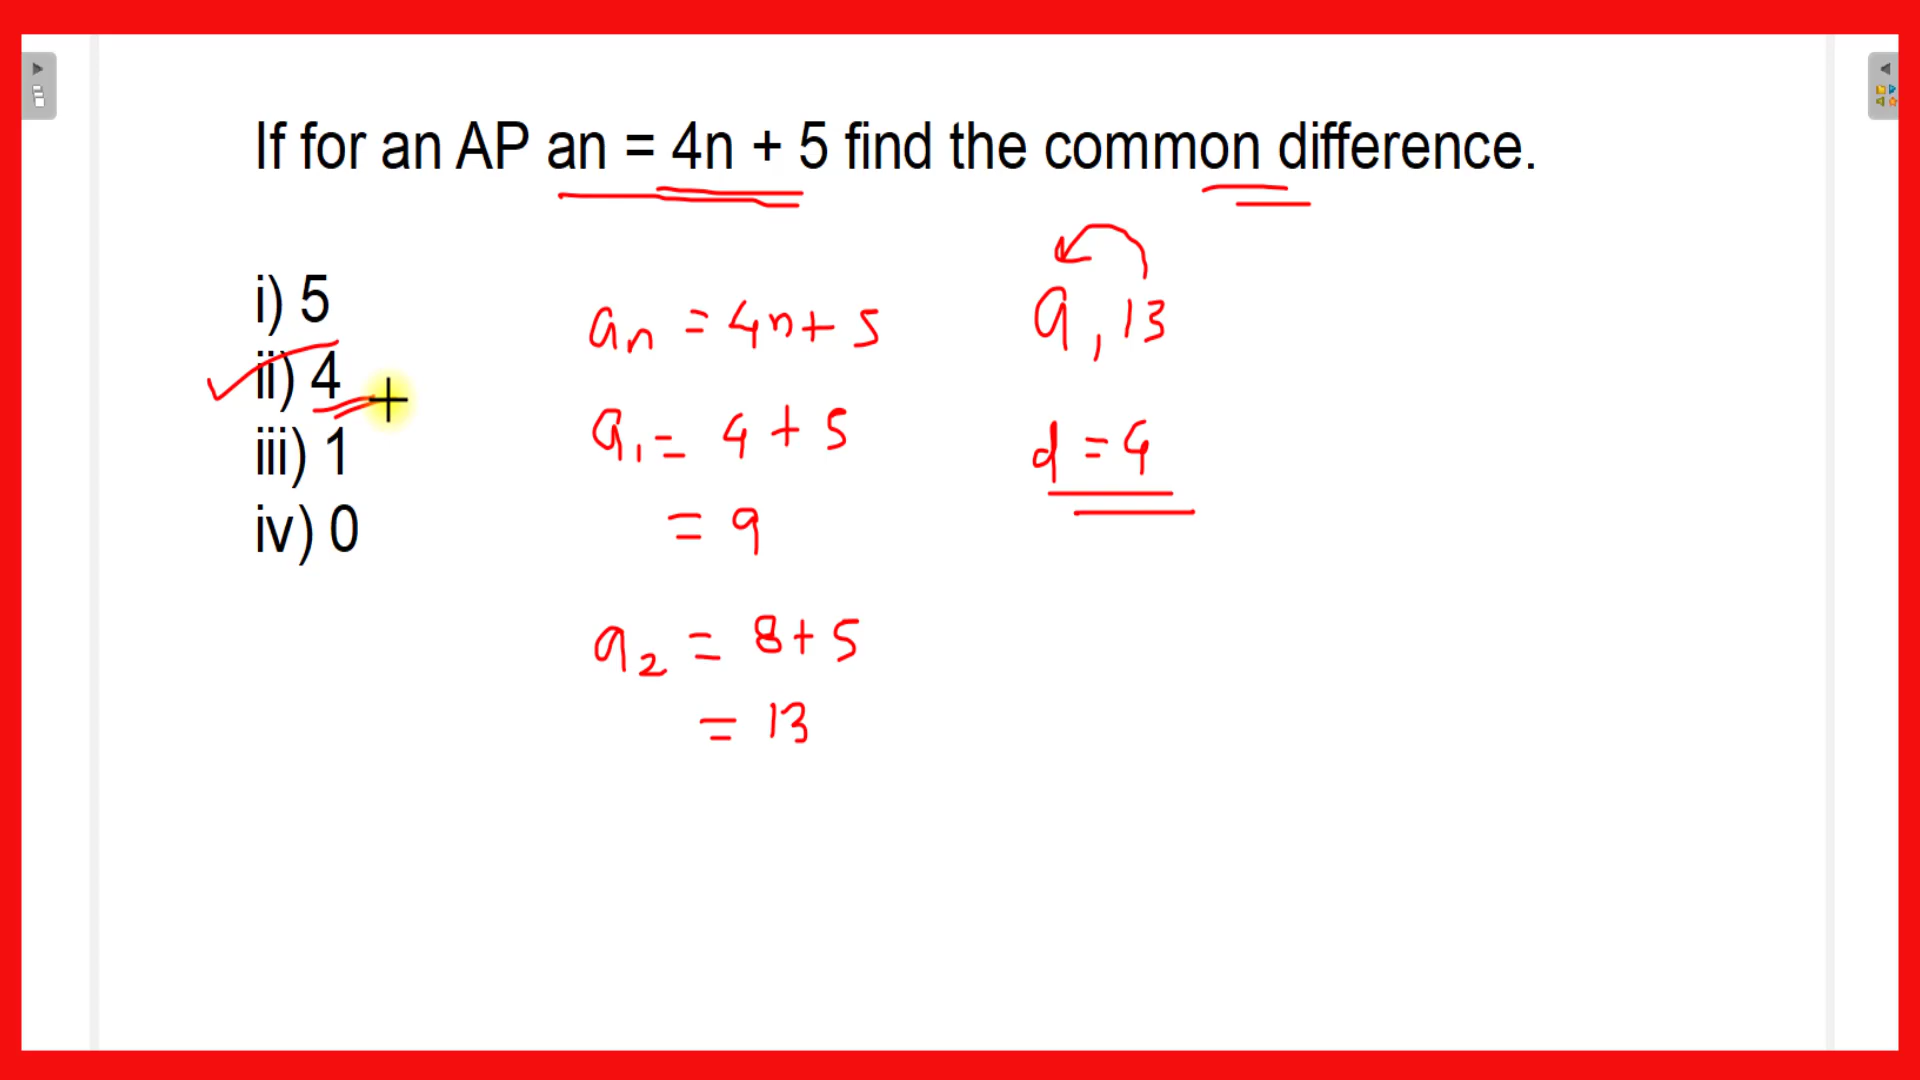 If for an AP an = 4n + 5 find the common difference.
i) 5
ii) 4
iii) 1
iv) 0
an = 4n + 5
a1 = 4 + 5
= 9
a2 = 8 + 5
= 13
9, 13
d = 4